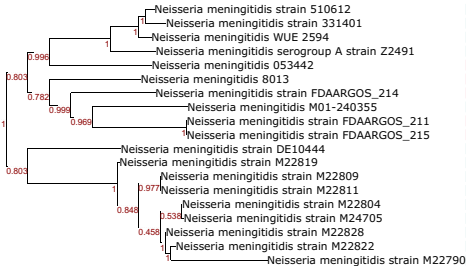 Neisseria meningitidis strain 510612
1
Neisseria meningitidis strain 331401
1
Neisseria meningitidis WUE 2594
1
Neisseria meningitidis serogroup A strain Z2491
0.996
Neisseria meningitidis 053442
0.803
Neisseria meningitidis 8013
0.782
Neisseria meningitidis strain FDAARGOS_214
0.999
Neisseria meningitidis M01-240355
0.969
Neisseria meningitidis strain FDAARGOS_211
1
Neisseria meningitidis strain FDAARGOS_215
1
Neisseria meningitidis strain DE10444
0.803
Neisseria meningitidis strain M22819
1
Neisseria meningitidis strain M22809
0.977
Neisseria meningitidis strain M22811
0.848
Neisseria meningitidis strain M22804
0.538
Neisseria meningitidis strain M24705
0.458
Neisseria meningitidis strain M22828
1
Neisseria meningitidis strain M22822
1
Neisseria meningitidis strain M22790